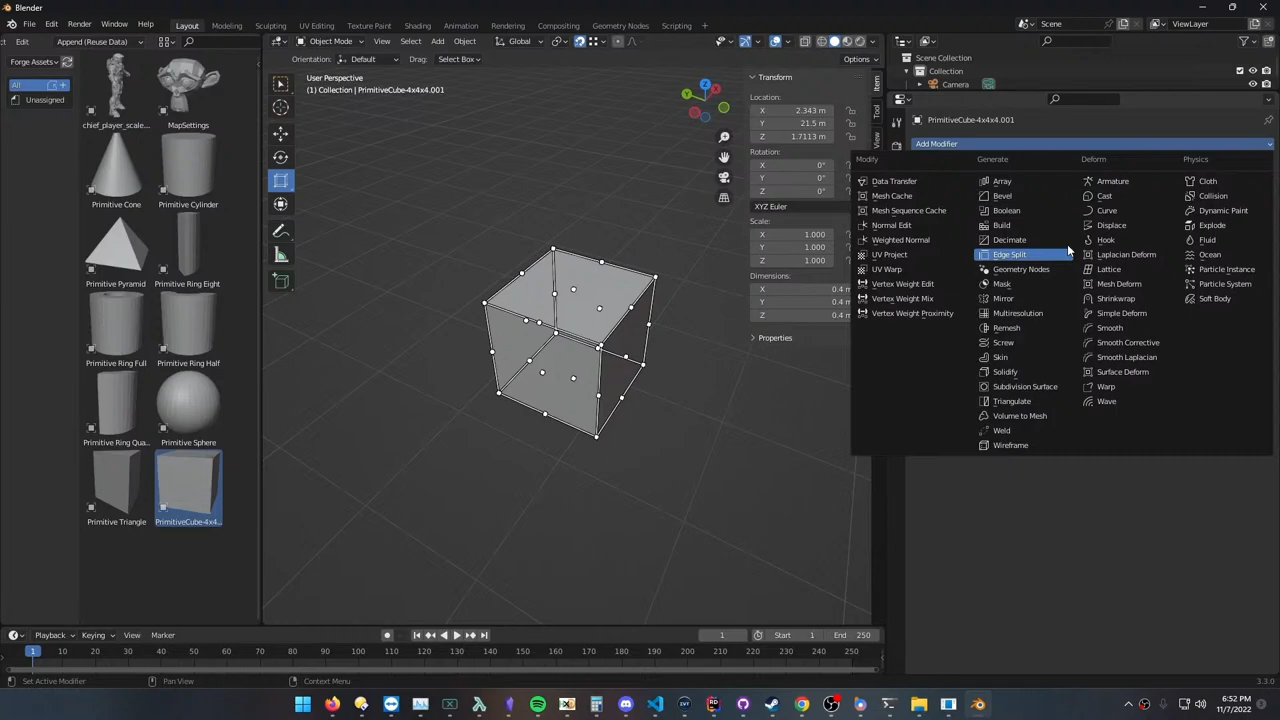 Blender
File Edit Render Window Help
Layout Modeling Sculpting UV Editing Texture Paint Shading Animation Rendering Compositing Geometry Nodes Scripting +
Scene
ViewLayer
Edit Append (Reuse Data)
Object Mode View Select Add Object
Global
Forge Assets
All
Unassigned
Orientation: Default Drag: Select Box
Options
User Perspective
(1) Collection | PrimitiveCube-4x4x4.001
chief_player_scale...
MapSettings
Primitive Cone
Primitive Cylinder
Primitive Pyramid
Primitive Ring Eight
Primitive Ring Full
Primitive Ring Half
Primitive Ring Qua...
Primitive Sphere
Primitive Triangle
PrimitiveCube-4x4...
Transform
Location:
X 2.343 m
Y 21.5 m
Z 1.7113 m
Rotation:
X 0°
Y 0°
Z 0°
XYZ Euler
Scale:
X 1.000
Y 1.000
Z 1.000
Dimensions:
X 0.4 m
Y 0.4 m
Z 0.4 m
Properties
Item
Tool
View
Scene Collection
Collection
Camera
PrimitiveCube-4x4x4.001
Add Modifier
Modify
Data Transfer
Mesh Cache
Mesh Sequence Cache
Normal Edit
Weighted Normal
UV Project
UV Warp
Vertex Weight Edit
Vertex Weight Mix
Vertex Weight Proximity
Generate
Array
Bevel
Boolean
Build
Decimate
Edge Split
Geometry Nodes
Mask
Mirror
Multiresolution
Remesh
Screw
Skin
Solidify
Subdivision Surface
Triangulate
Volume to Mesh
Weld
Wireframe
Deform
Armature
Cast
Curve
Displace
Hook
Laplacian Deform
Lattice
Mesh Deform
Shrinkwrap
Simple Deform
Smooth
Smooth Corrective
Smooth Laplacian
Surface Deform
Warp
Wave
Physics
Cloth
Collision
Dynamic Paint
Explode
Fluid
Ocean
Particle Instance
Particle System
Soft Body
Playback Keying View Marker
1
Start 1 End 250
1 10 20 30 40 50 60 70 80 90 100 110 120 130 140 150 160 170 180 190 200 210 220 230 240 250
Set Active Modifier Pan View Context Menu
3.3.0
6:52 PM
11/7/2022